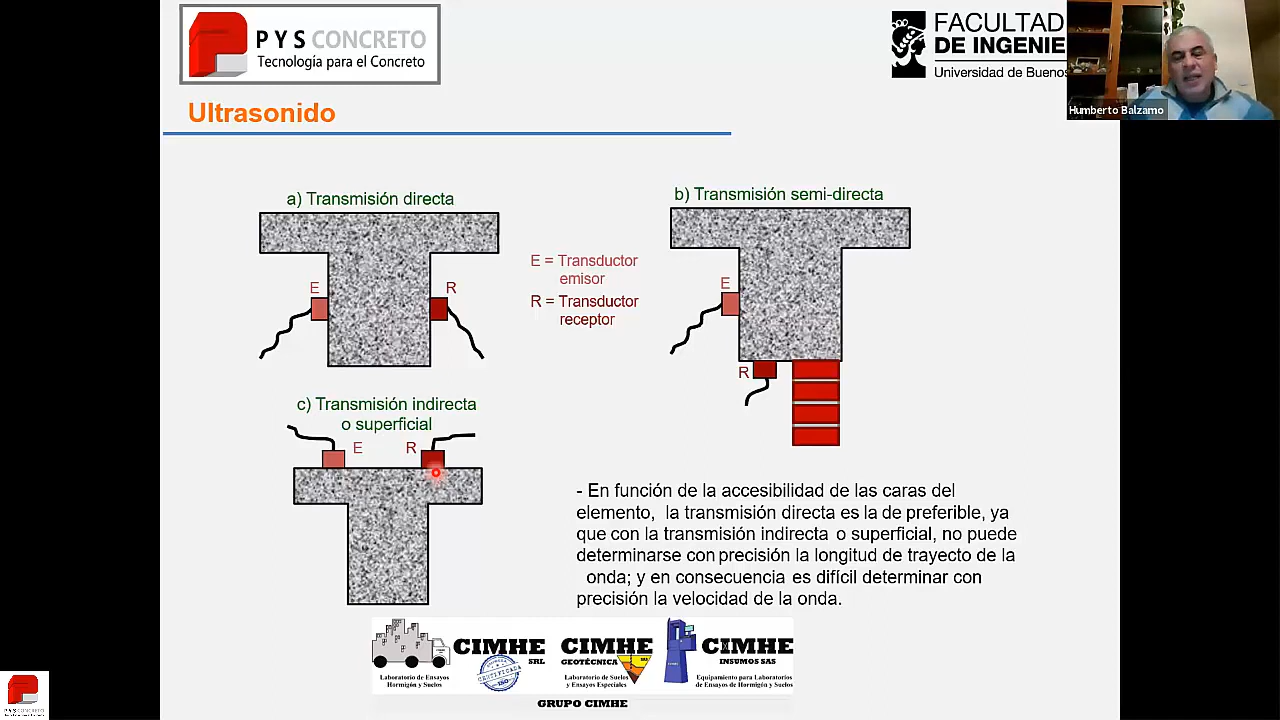 PYS CONCRETO
Tecnología para el Concreto
FACULTAD
DE INGENIE
Universidad de Buenos
Humberto Balzamo
Ultrasonido
a) Transmisión directa
b) Transmisión semi-directa
E
R
E = Transductor
emisor
R = Transductor
receptor
E
R
c) Transmisión indirecta
o superficial
E
R
- En función de la accesibilidad de las caras del
elemento, la transmisión directa es la de preferible, ya
que con la transmisión indirecta o superficial, no puede
determinarse con precisión la longitud de trayecto de la
onda; y en consecuencia es difícil determinar con
precisión la velocidad de la onda.
CIMHE
SRL
Laboratorio de Ensayos
Hormigón y Suelos
CIMHE
GEOTÉCNICA
Laboratorio de Suelos
y Ensayos Especiales
CIMHE
INSUMOS SAS
Equipamiento para Laboratorios
de Ensayos de Hormigón y Suelos
GRUPO CIMHE
PYS CONCRETO